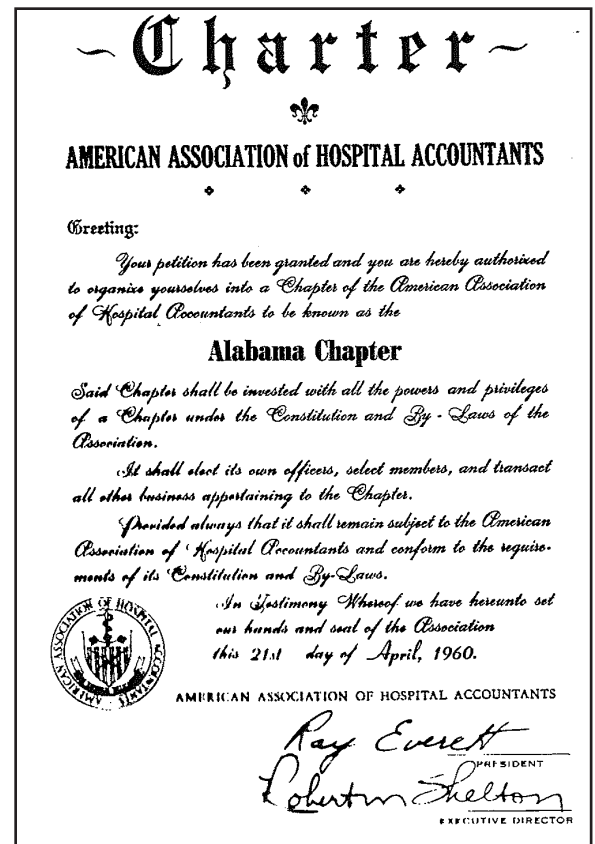 Charter
AMERICAN ASSOCIATION of HOSPITAL ACCOUNTANTS
Greeting:
Your petition has been granted and you are hereby authorized
to organize yourselves into a Chapter of the American Association
of Hospital Accountants to be known as the
Alabama Chapter
Said Chapter shall be invested with all the powers and privileges
of a Chapter under the Constitution and By - Laws of the
Association.
It shall elect its own officers, select members, and transact
all other business appertaining to the Chapter.
Provided always that it shall remain subject to the American
Association of Hospital Accountants and conform to the require-
ments of its Constitution and By-Laws.
In Testimony Whereof we have hereunto set
our hands and seal of the Association
this 21st day of April, 1960.
AMERICAN ASSOCIATION OF HOSPITAL ACCOUNTANTS
AMERICAN ASSOCIATION OF HOSPITAL ACCOUNTANTS
Ray Everett
PRESIDENT
Robert m Shelton
EXECUTIVE DIRECTOR